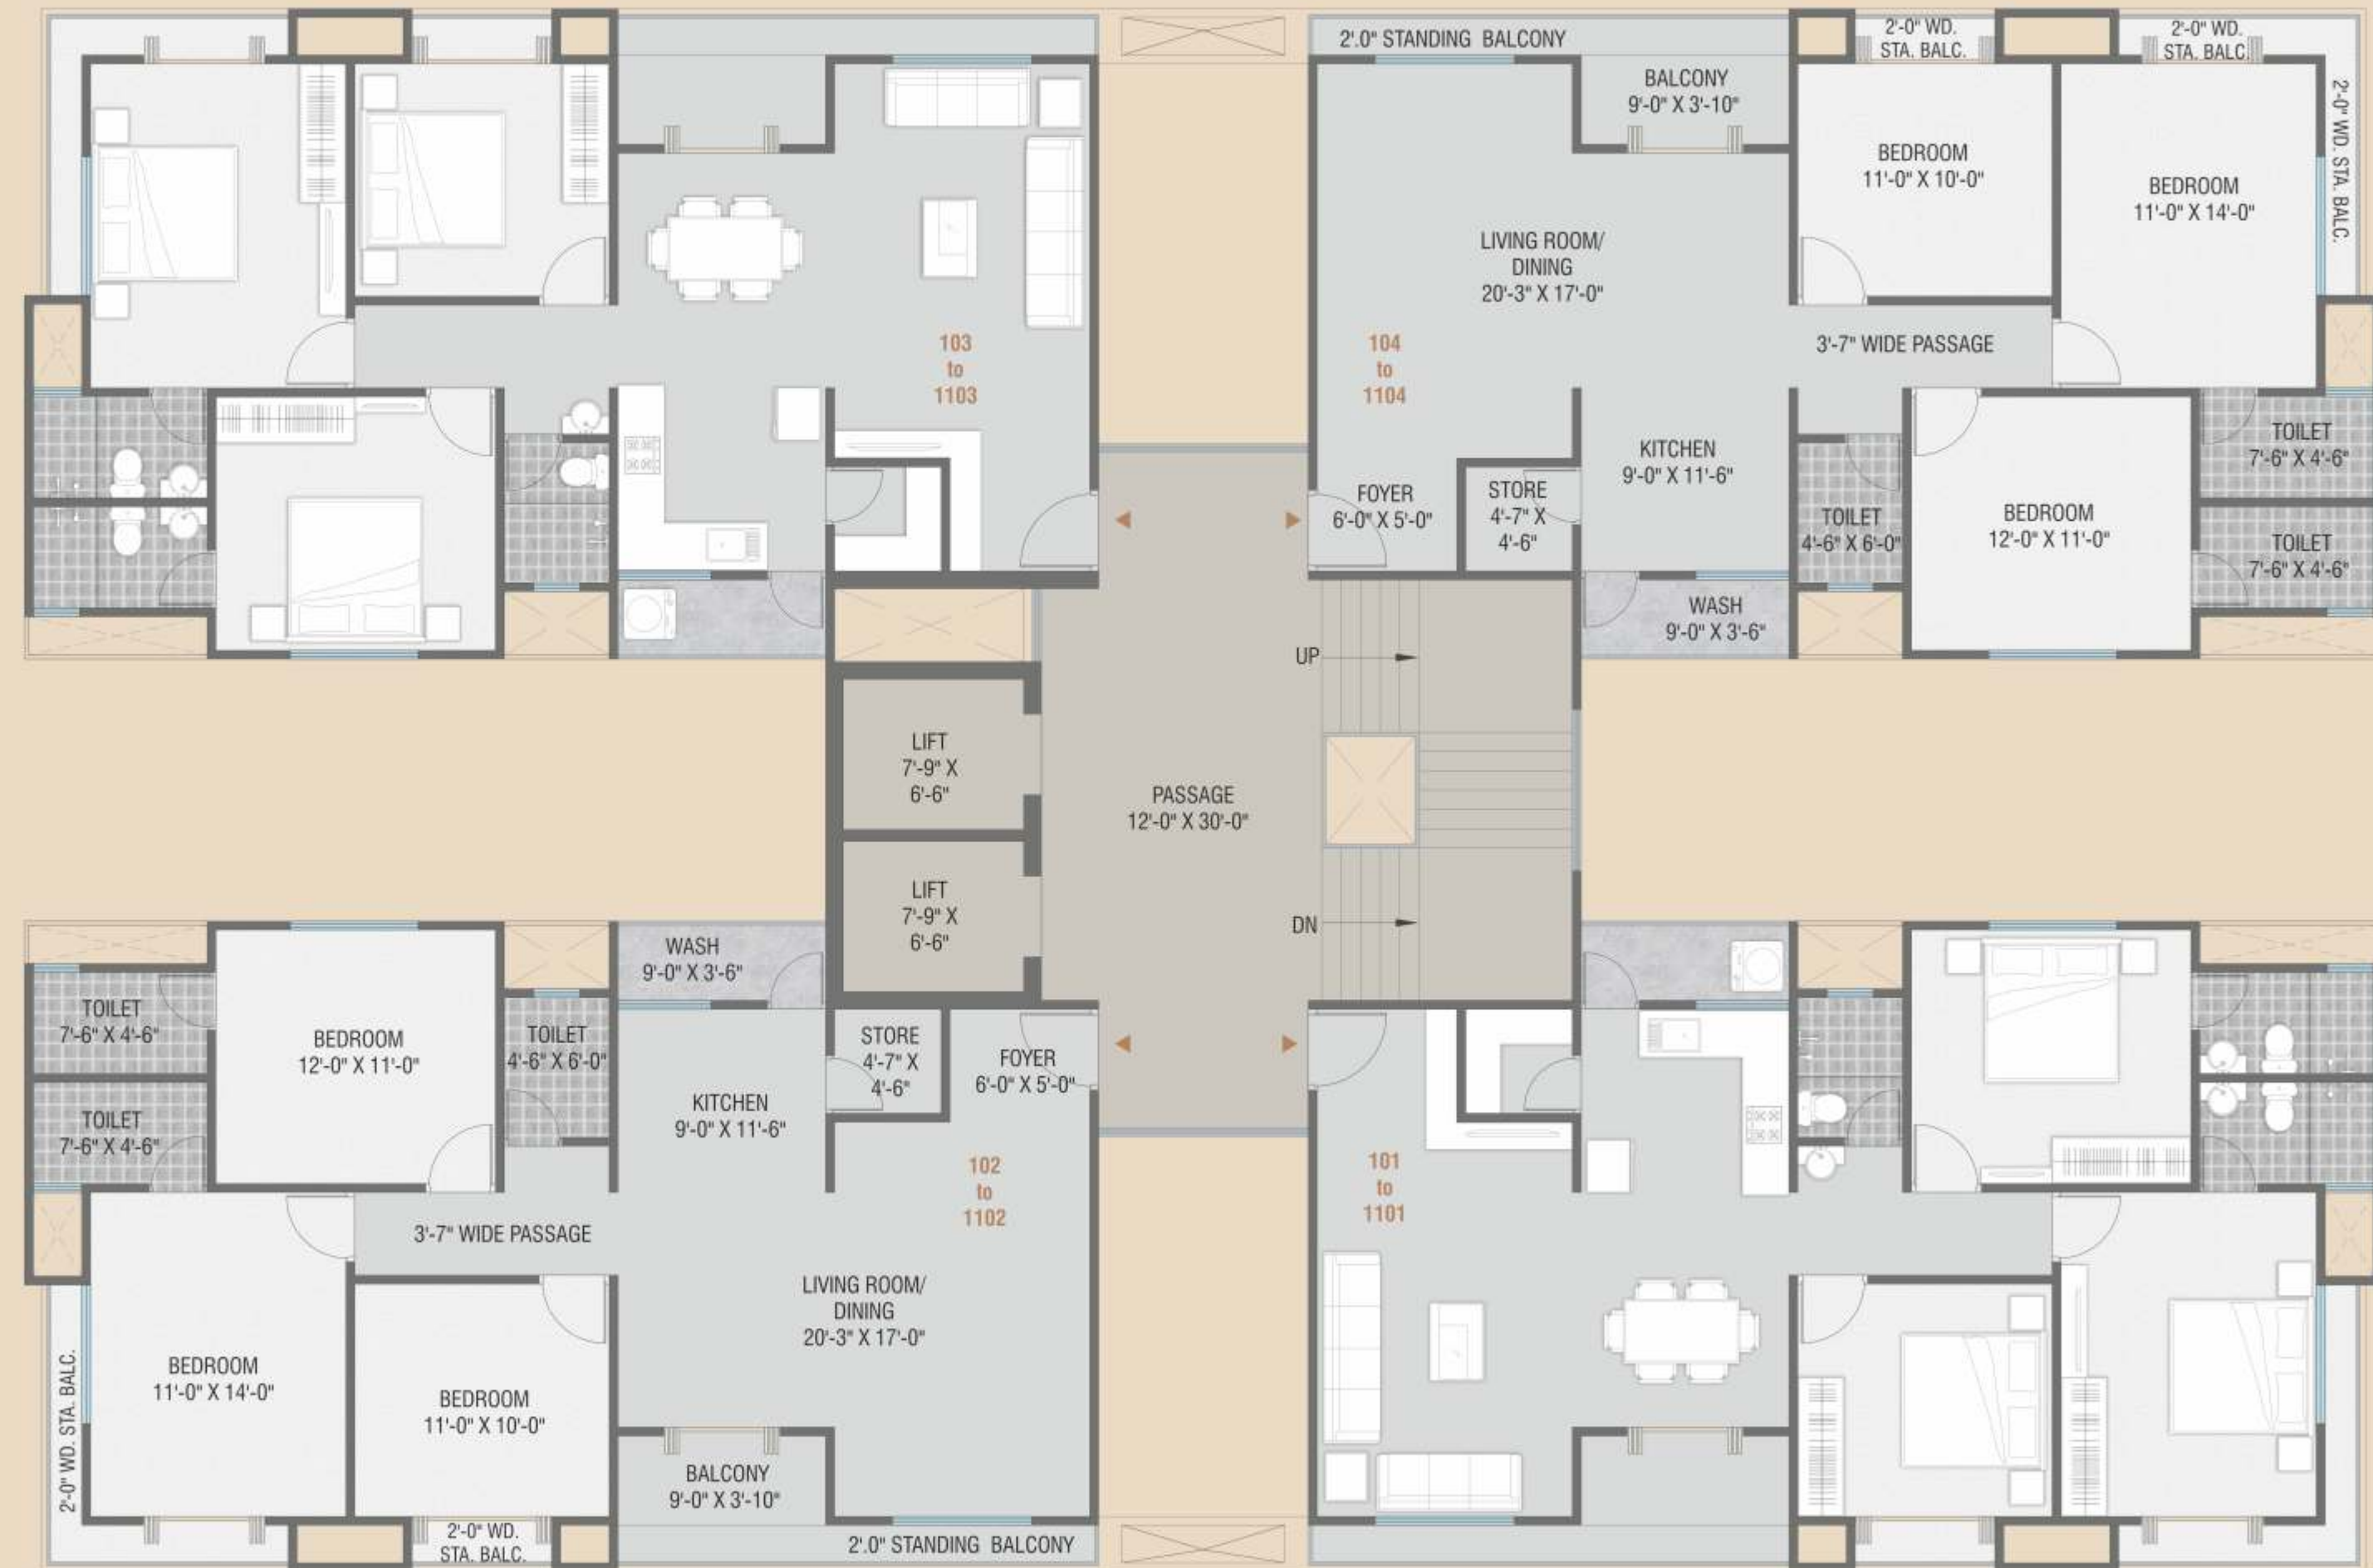 2'.0" STANDING BALCONY
BALCONY
9'-0" X 3'-10"
2'-0" WD.
STA. BALC.
2'-0" WD.
STA. BALC.
2'-0" WD. STA. BALC.
BEDROOM
11'-0" X 10'-0"
BEDROOM
11'-0" X 14'-0"
LIVING ROOM/
DINING
20'-3" X 17'-0"
103
to
1103
104
to
1104
3'-7" WIDE PASSAGE
KITCHEN
9'-0" X 11'-6"
FOYER
6'-0" X 5'-0"
STORE
4'-7" X
4'-6"
TOILET
4'-6" X 6'-0"
BEDROOM
12'-0" X 11'-0"
TOILET
7'-6" X 4'-6"
TOILET
7'-6" X 4'-6"
WASH
9'-0" X 3'-6"
UP
LIFT
7'-9" X
6'-6"
PASSAGE
12'-0" X 30'-0"
LIFT
7'-9" X
6'-6"
DN
WASH
9'-0" X 3'-6"
TOILET
7'-6" X 4'-6"
BEDROOM
12'-0" X 11'-0"
TOILET
4'-6" X 6'-0"
STORE
4'-7" X
4'-6"
FOYER
6'-0" X 5'-0"
KITCHEN
9'-0" X 11'-6"
TOILET
7'-6" X 4'-6"
102
to
1102
101
to
1101
3'-7" WIDE PASSAGE
LIVING ROOM/
DINING
20'-3" X 17'-0"
2'-0" WD. STA. BALC.
BEDROOM
11'-0" X 14'-0"
BEDROOM
11'-0" X 10'-0"
BALCONY
9'-0" X 3'-10"
2'-0" WD.
STA. BALC.
2'.0" STANDING BALCONY